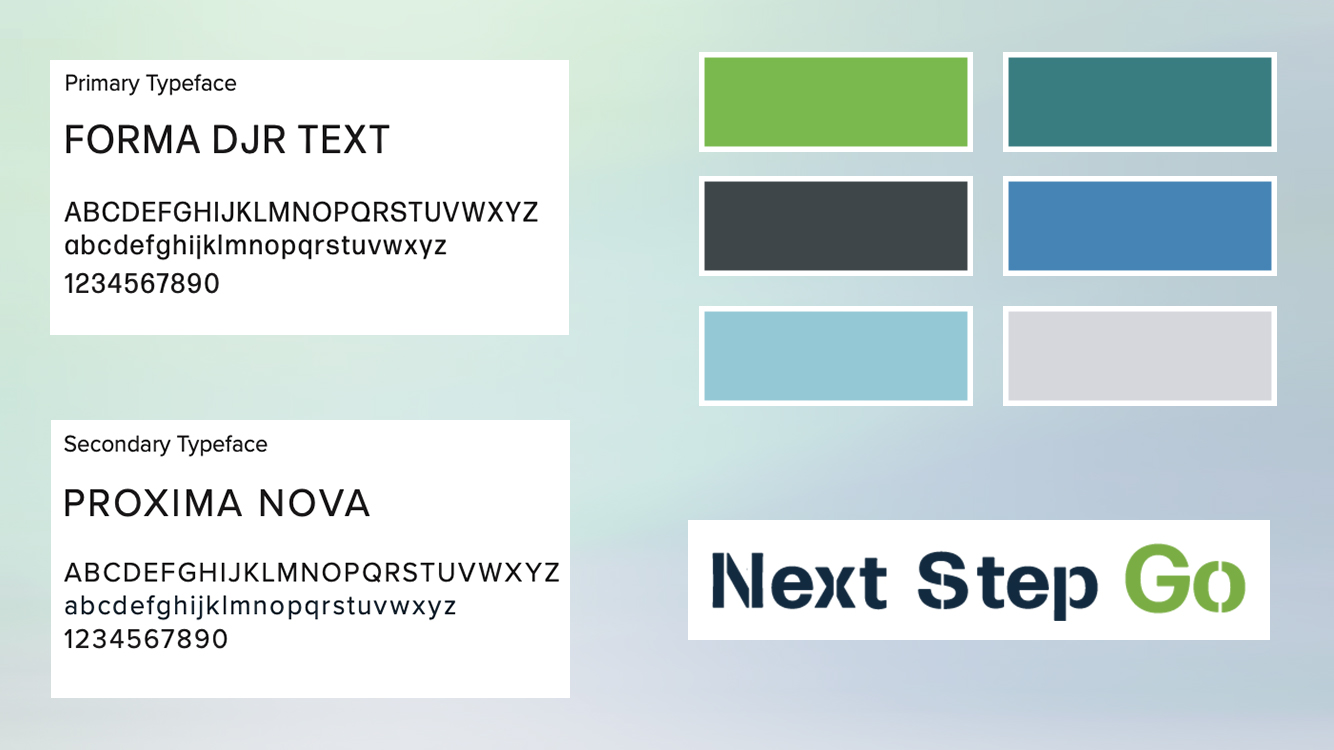 Primary Typeface
FORMA DJR TEXT
ABCDEFGHIJKLMNOPQRSTUVWXYZ
abcdefghijklmnopqrstuvwxyz
1234567890
Secondary Typeface
PROXIMA NOVA
ABCDEFGHIJKLMNOPQRSTUVWXYZ
abcdefghijklmnopqrstuvwxyz
1234567890
Next Step Go